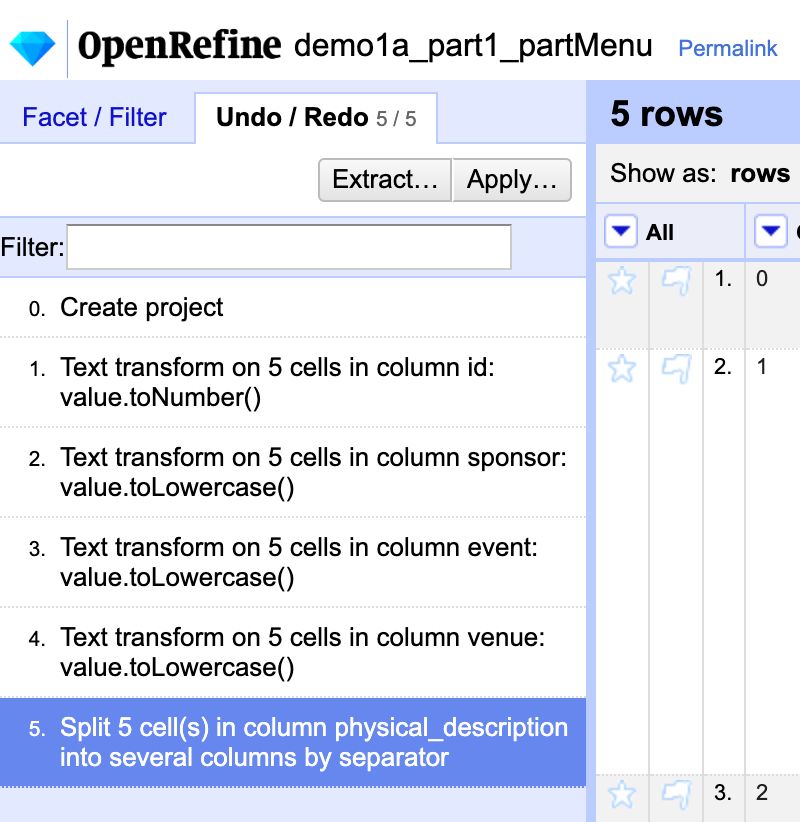 OpenRefine demo1a_part1_partMenu Permalink
Facet / Filter Undo / Redo 5 / 5
5 rows
Extract... Apply...
Show as: rows
Filter:
All
0. Create project
1. Text transform on 5 cells in column id:
value.toNumber()
2. Text transform on 5 cells in column sponsor:
value.toLowercase()
3. Text transform on 5 cells in column event:
value.toLowercase()
4. Text transform on 5 cells in column venue:
value.toLowercase()
5. Split 5 cell(s) in column physical_description
into several columns by separator
1. 0
2. 1
3. 2